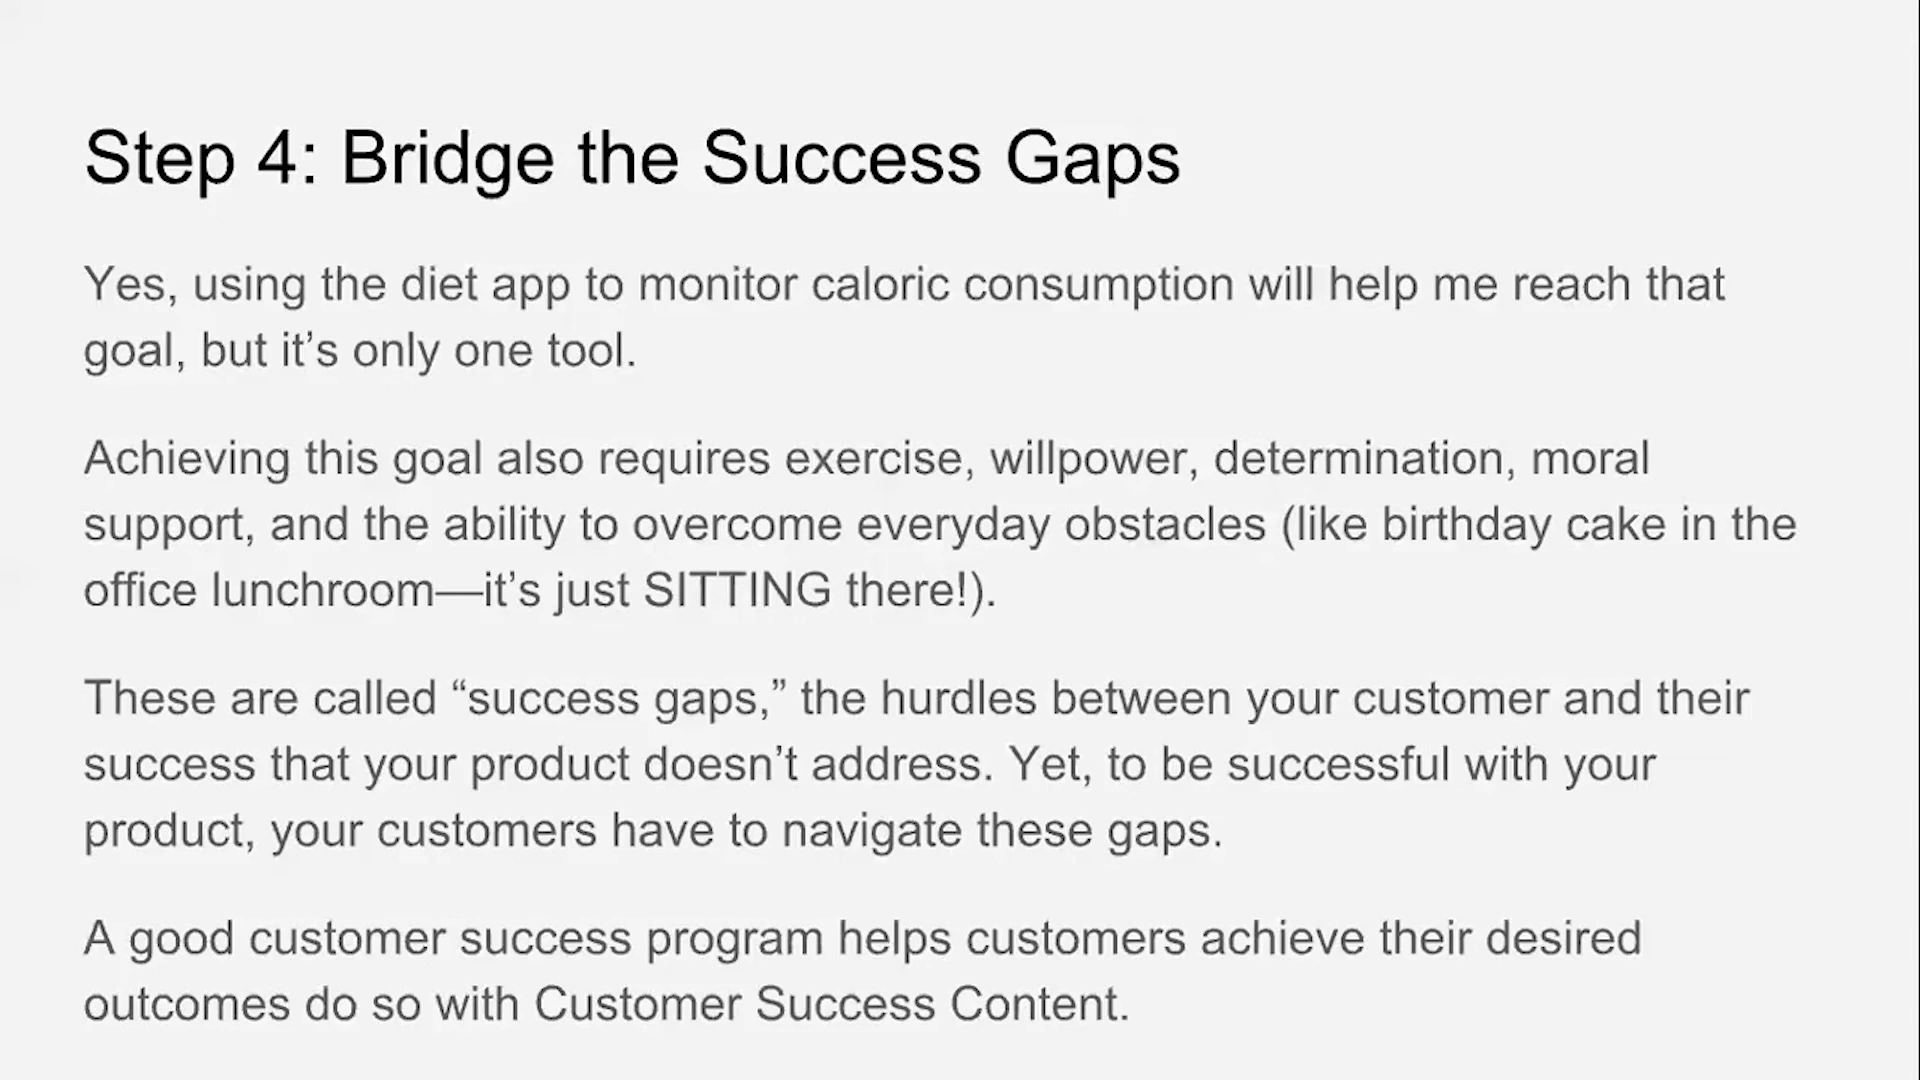 Step 4: Bridge the Success Gaps
Yes, using the diet app to monitor caloric consumption will help me reach that
goal, but it’s only one tool.
Achieving this goal also requires exercise, willpower, determination, moral
support, and the ability to overcome everyday obstacles (like birthday cake in the
office lunchroom—it’s just SITTING there!).
These are called “success gaps,” the hurdles between your customer and their
success that your product doesn’t address. Yet, to be successful with your
product, your customers have to navigate these gaps.
A good customer success program helps customers achieve their desired
outcomes do so with Customer Success Content.